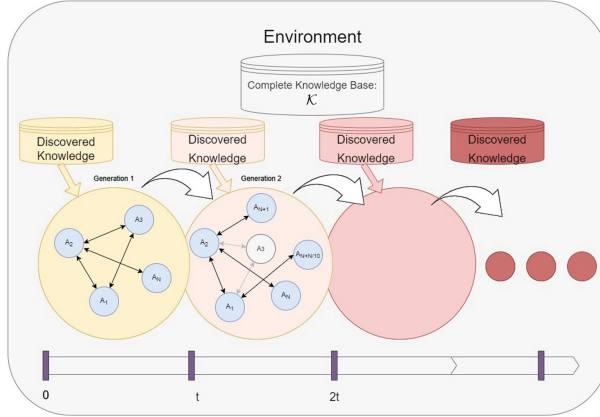 Environment
Complete Knowledge Base:
𝒦
Discovered
Knowledge
Discovered
Knowledge
Discovered
Knowledge
Discovered
Knowledge
Generation 1
Generation 2
A3
A2
AN
A1
AN+1
A2
A3
AN+N/10
AN
A1
0
t
2t